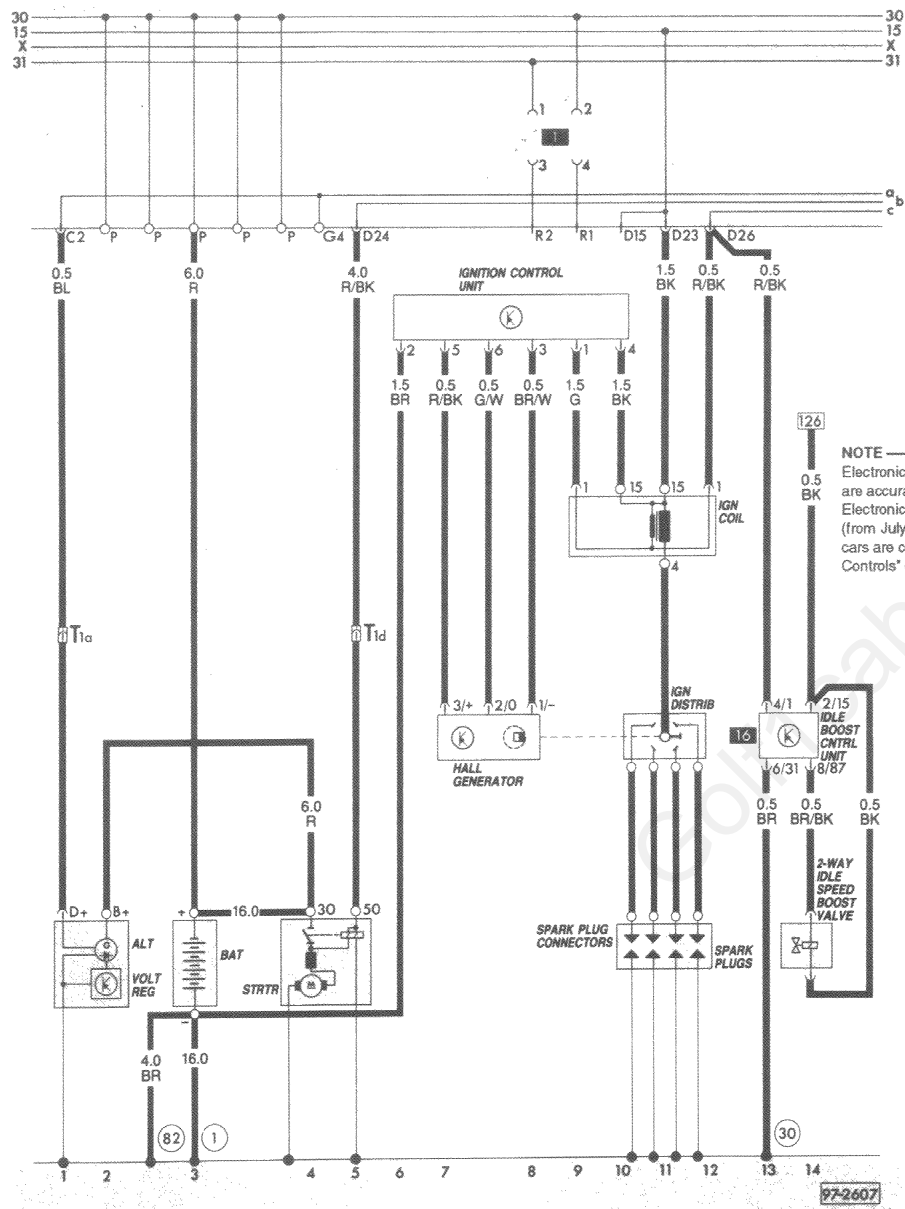 30 30
15 15
X X
31 31
1 2
1
3 4
a
b
c
C2 P P P P P G4 D24 R2 R1 D15 D23 D26
0.5 BL
6.0 R
4.0 R/BK
IGNITION CONTROL
UNIT
1.5 BK
0.5 R/BK
0.5 R/BK
2 5 6 3 1 4
1.5 BR
0.5 R/BK
0.5 G/W
0.5 BR/W
1.5 G
1.5 BK
126
0.5 BK
NOTE —
Electronic
are accura
Electronic
(from July
cars are c
Controls"
1 15 15 1
IGN
COIL
4
T1a
T1d
3/+ 2/0 1/–
HALL
GENERATOR
IGN
DISTRIB
4/1 2/15
16
IDLE
BOOST
CNTRL
UNIT
6/31 8/87
6.0 R
0.5 BR
0.5 BR/BK
0.5 BK
2-WAY
IDLE
SPEED
BOOST
VALVE
D+ B+ + 16.0 30 50
G
ALT
VOLT
REG
BAT
STRTR
M
SPARK PLUG
CONNECTORS
SPARK
PLUGS
–
4.0 BR
16.0
82 1 30
1 2 3 4 5 6 7 8 9 10 11 12 13 14
97-2607
Golf1cab